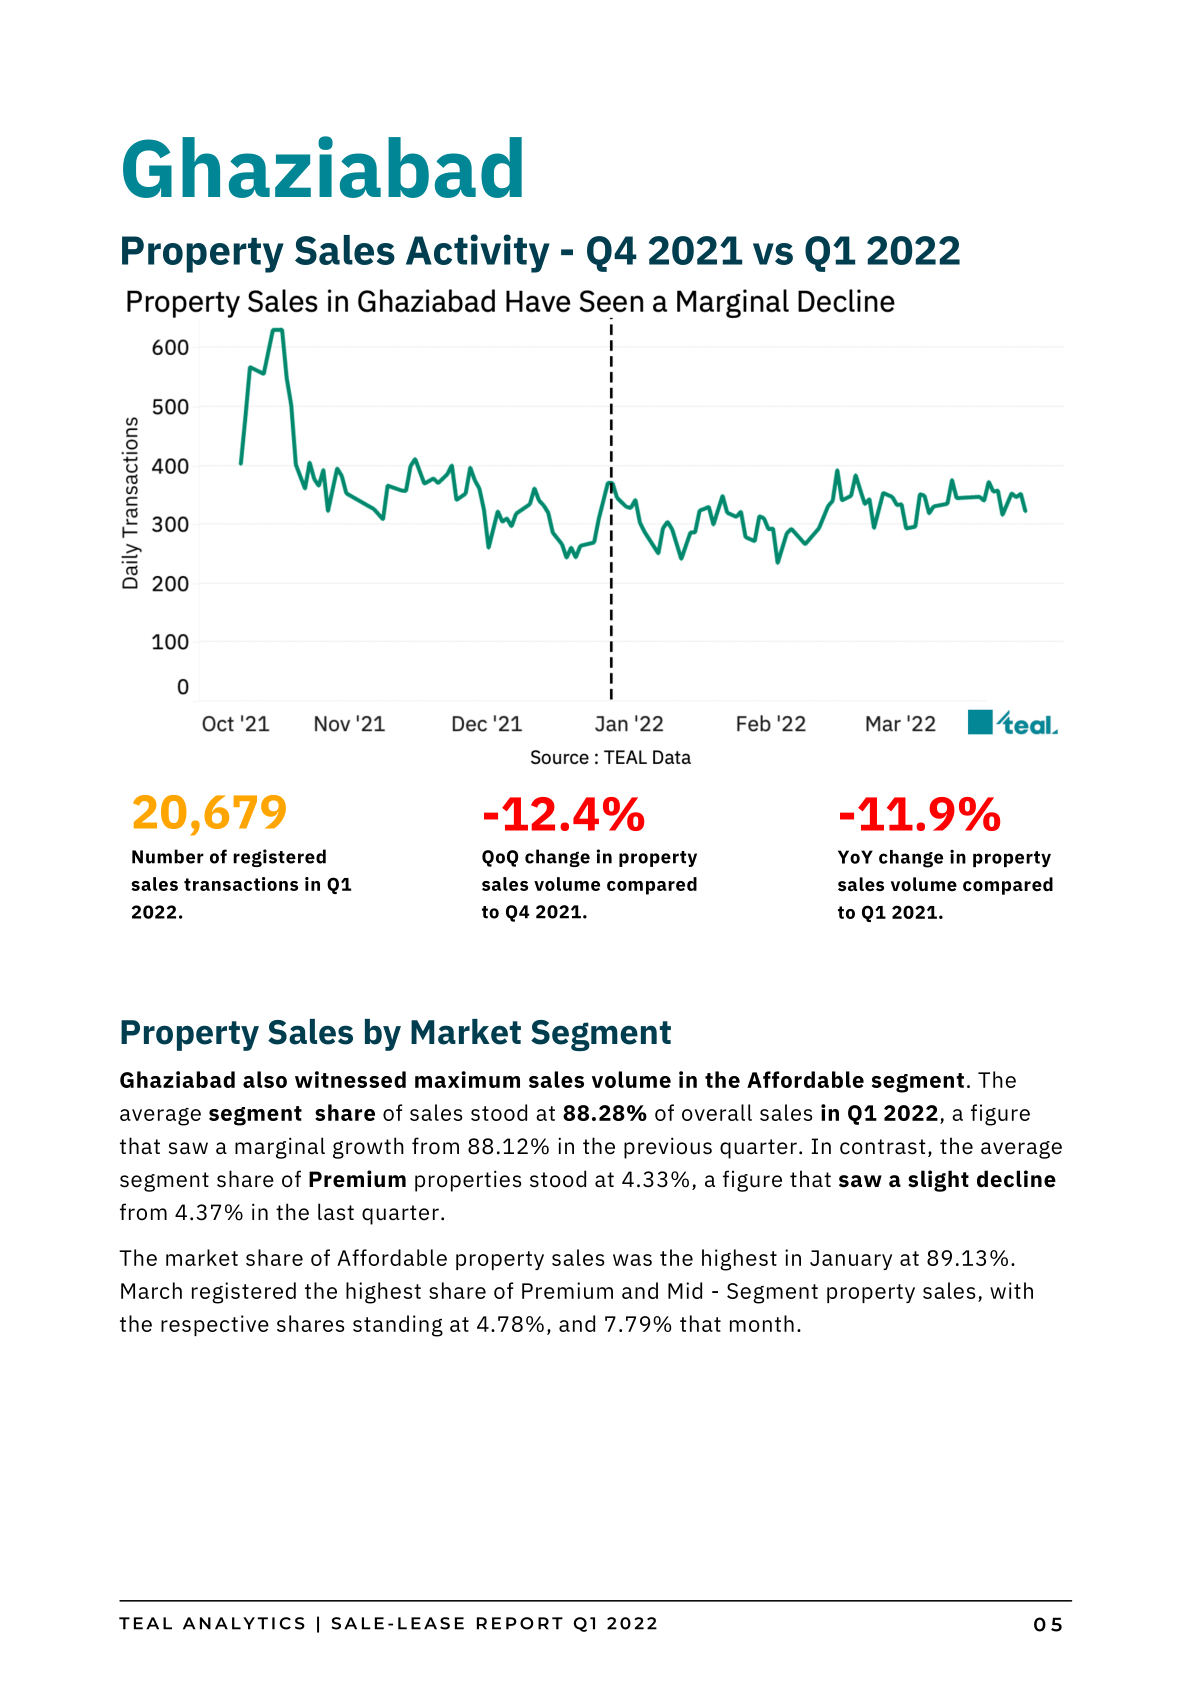 Ghaziabad
Property Sales Activity - Q4 2021 vs Q1 2022
Property Sales in Ghaziabad Have Seen a Marginal Decline
600
500
400
300
200
100
0
Daily Transactions
Oct '21 Nov '21 Dec '21 Jan '22 Feb '22 Mar '22
teal.
Source : TEAL Data
20,679
Number of registered
sales transactions in Q1
2022.
-12.4%
QoQ change in property
sales volume compared
to Q4 2021.
-11.9%
YoY change in property
sales volume compared
to Q1 2021.
Property Sales by Market Segment
Ghaziabad also witnessed maximum sales volume in the Affordable segment. The
average segment  share of sales stood at 88.28% of overall sales in Q1 2022, a figure
that saw a marginal growth from 88.12% in the previous quarter. In contrast, the average
segment share of Premium properties stood at 4.33%, a figure that saw a slight decline
from 4.37% in the last quarter.
The market share of Affordable property sales was the highest in January at 89.13%.
March registered the highest share of Premium and Mid - Segment property sales, with
the respective shares standing at 4.78%, and 7.79% that month.
TEAL ANALYTICS | SALE-LEASE REPORT Q1 2022
05